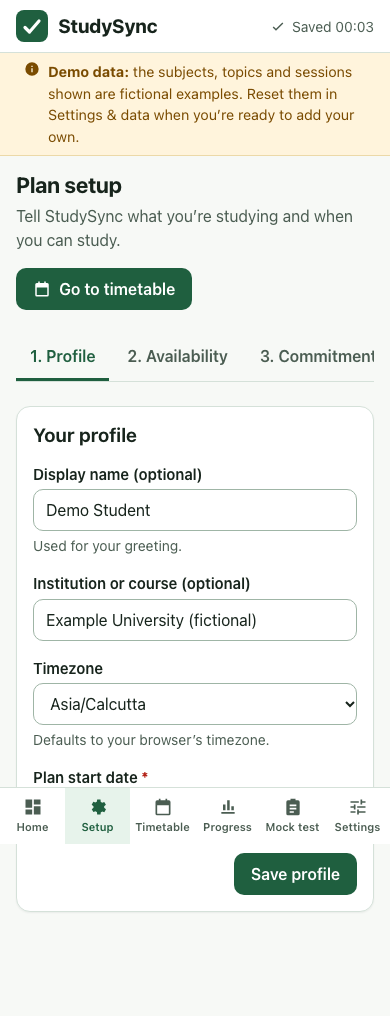 StudySync
Saved 00:03
Demo data: the subjects, topics and sessions
shown are fictional examples. Reset them in
Settings & data when you’re ready to add your
own.
Plan setup
Tell StudySync what you’re studying and when
you can study.
Go to timetable
1. Profile
2. Availability
3. Commitment
Your profile
Display name (optional)
Demo Student
Used for your greeting.
Institution or course (optional)
Example University (fictional)
Timezone
Asia/Calcutta
Defaults to your browser’s timezone.
Plan start date *
Home
Setup
Timetable
Progress
Mock test
Settings
Save profile